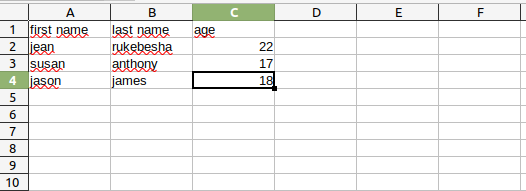 A B C D E F
1 first name last name age
2 jean rukebesha 22
3 susan anthony 17
4 jason james 18
5
6
7
8
9
10